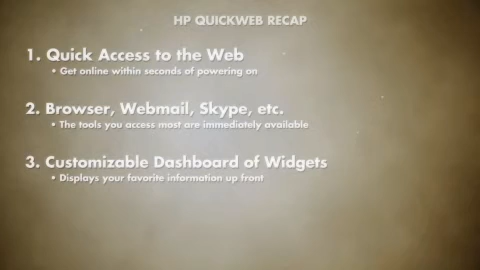 HP QUICKWEB RECAP
1. Quick Access to the Web
• Get online within seconds of powering on
2. Browser, Webmail, Skype, etc.
• The tools you access most are immediately available
3. Customizable Dashboard of Widgets
• Displays your favorite information up front